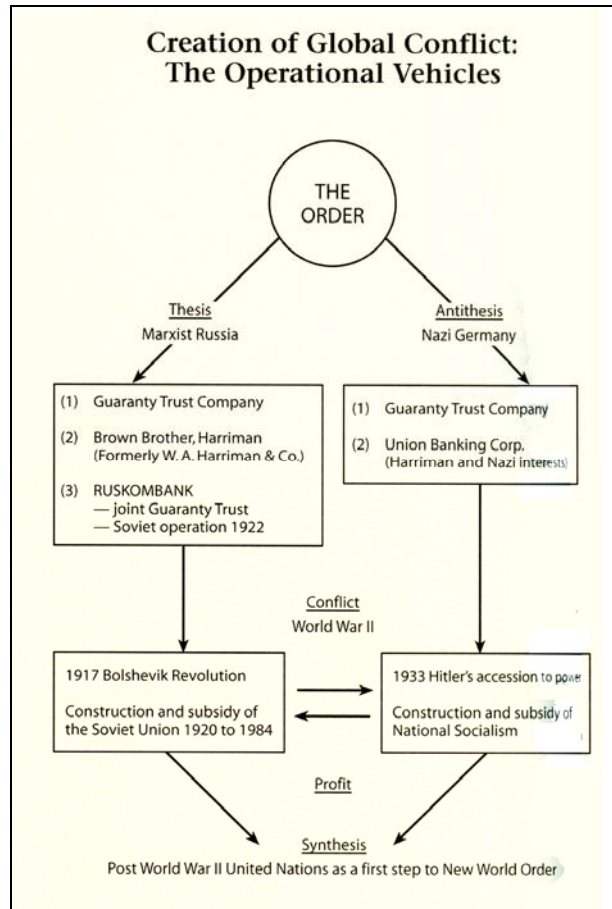 Creation of Global Conflict:
The Operational Vehicles
THE
ORDER
Thesis
Marxist Russia
Antithesis
Nazi Germany
(1) Guaranty Trust Company
(2) Brown Brother, Harriman
(Formerly W. A. Harriman & Co.)
(3) RUSKOMBANK
— joint Guaranty Trust
— Soviet operation 1922
(1) Guaranty Trust Company
(2) Union Banking Corp.
(Harriman and Nazi interests)
Conflict
World War II
1917 Bolshevik Revolution
Construction and subsidy of
the Soviet Union 1920 to 1984
1933 Hitler's accession to power
Construction and subsidy of
National Socialism
Profit
Synthesis
Post World War II United Nations as a first step to New World Order